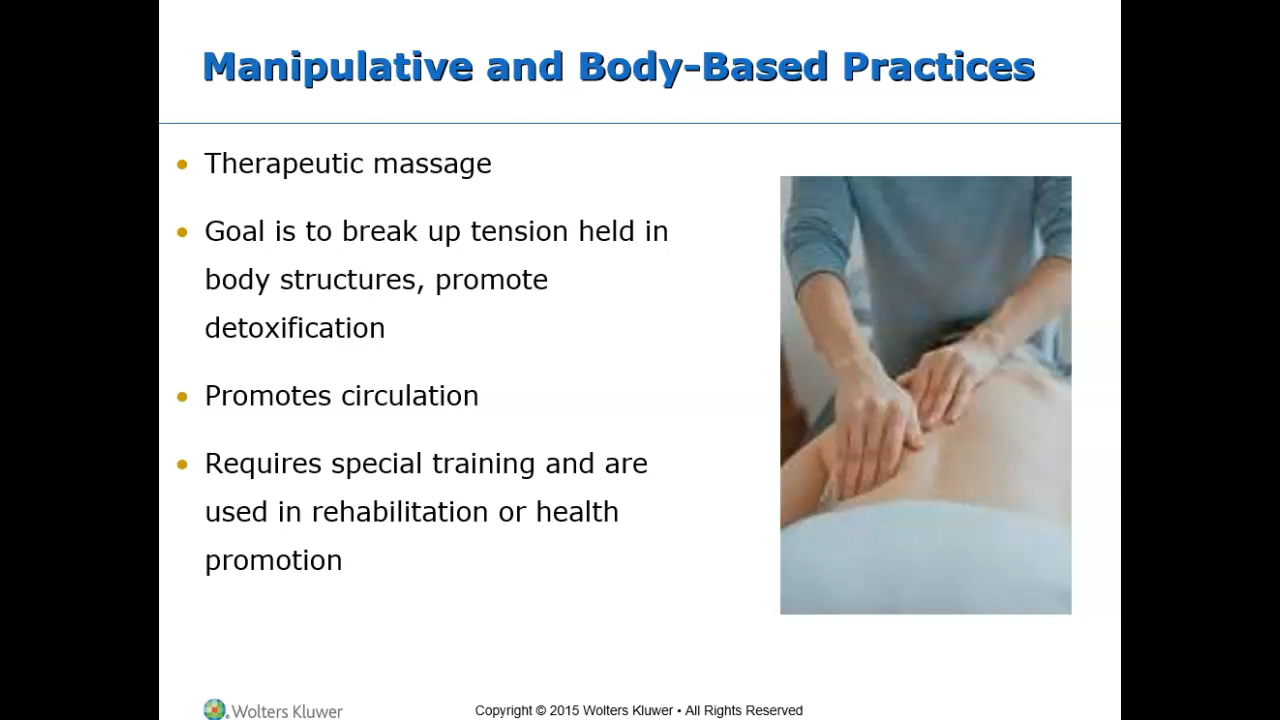 Manipulative and Body-Based Practices
• Therapeutic massage
• Goal is to break up tension held in
body structures, promote
detoxification
• Promotes circulation
• Requires special training and are
used in rehabilitation or health
promotion
Wolters Kluwer
Copyright © 2015 Wolters Kluwer • All Rights Reserved